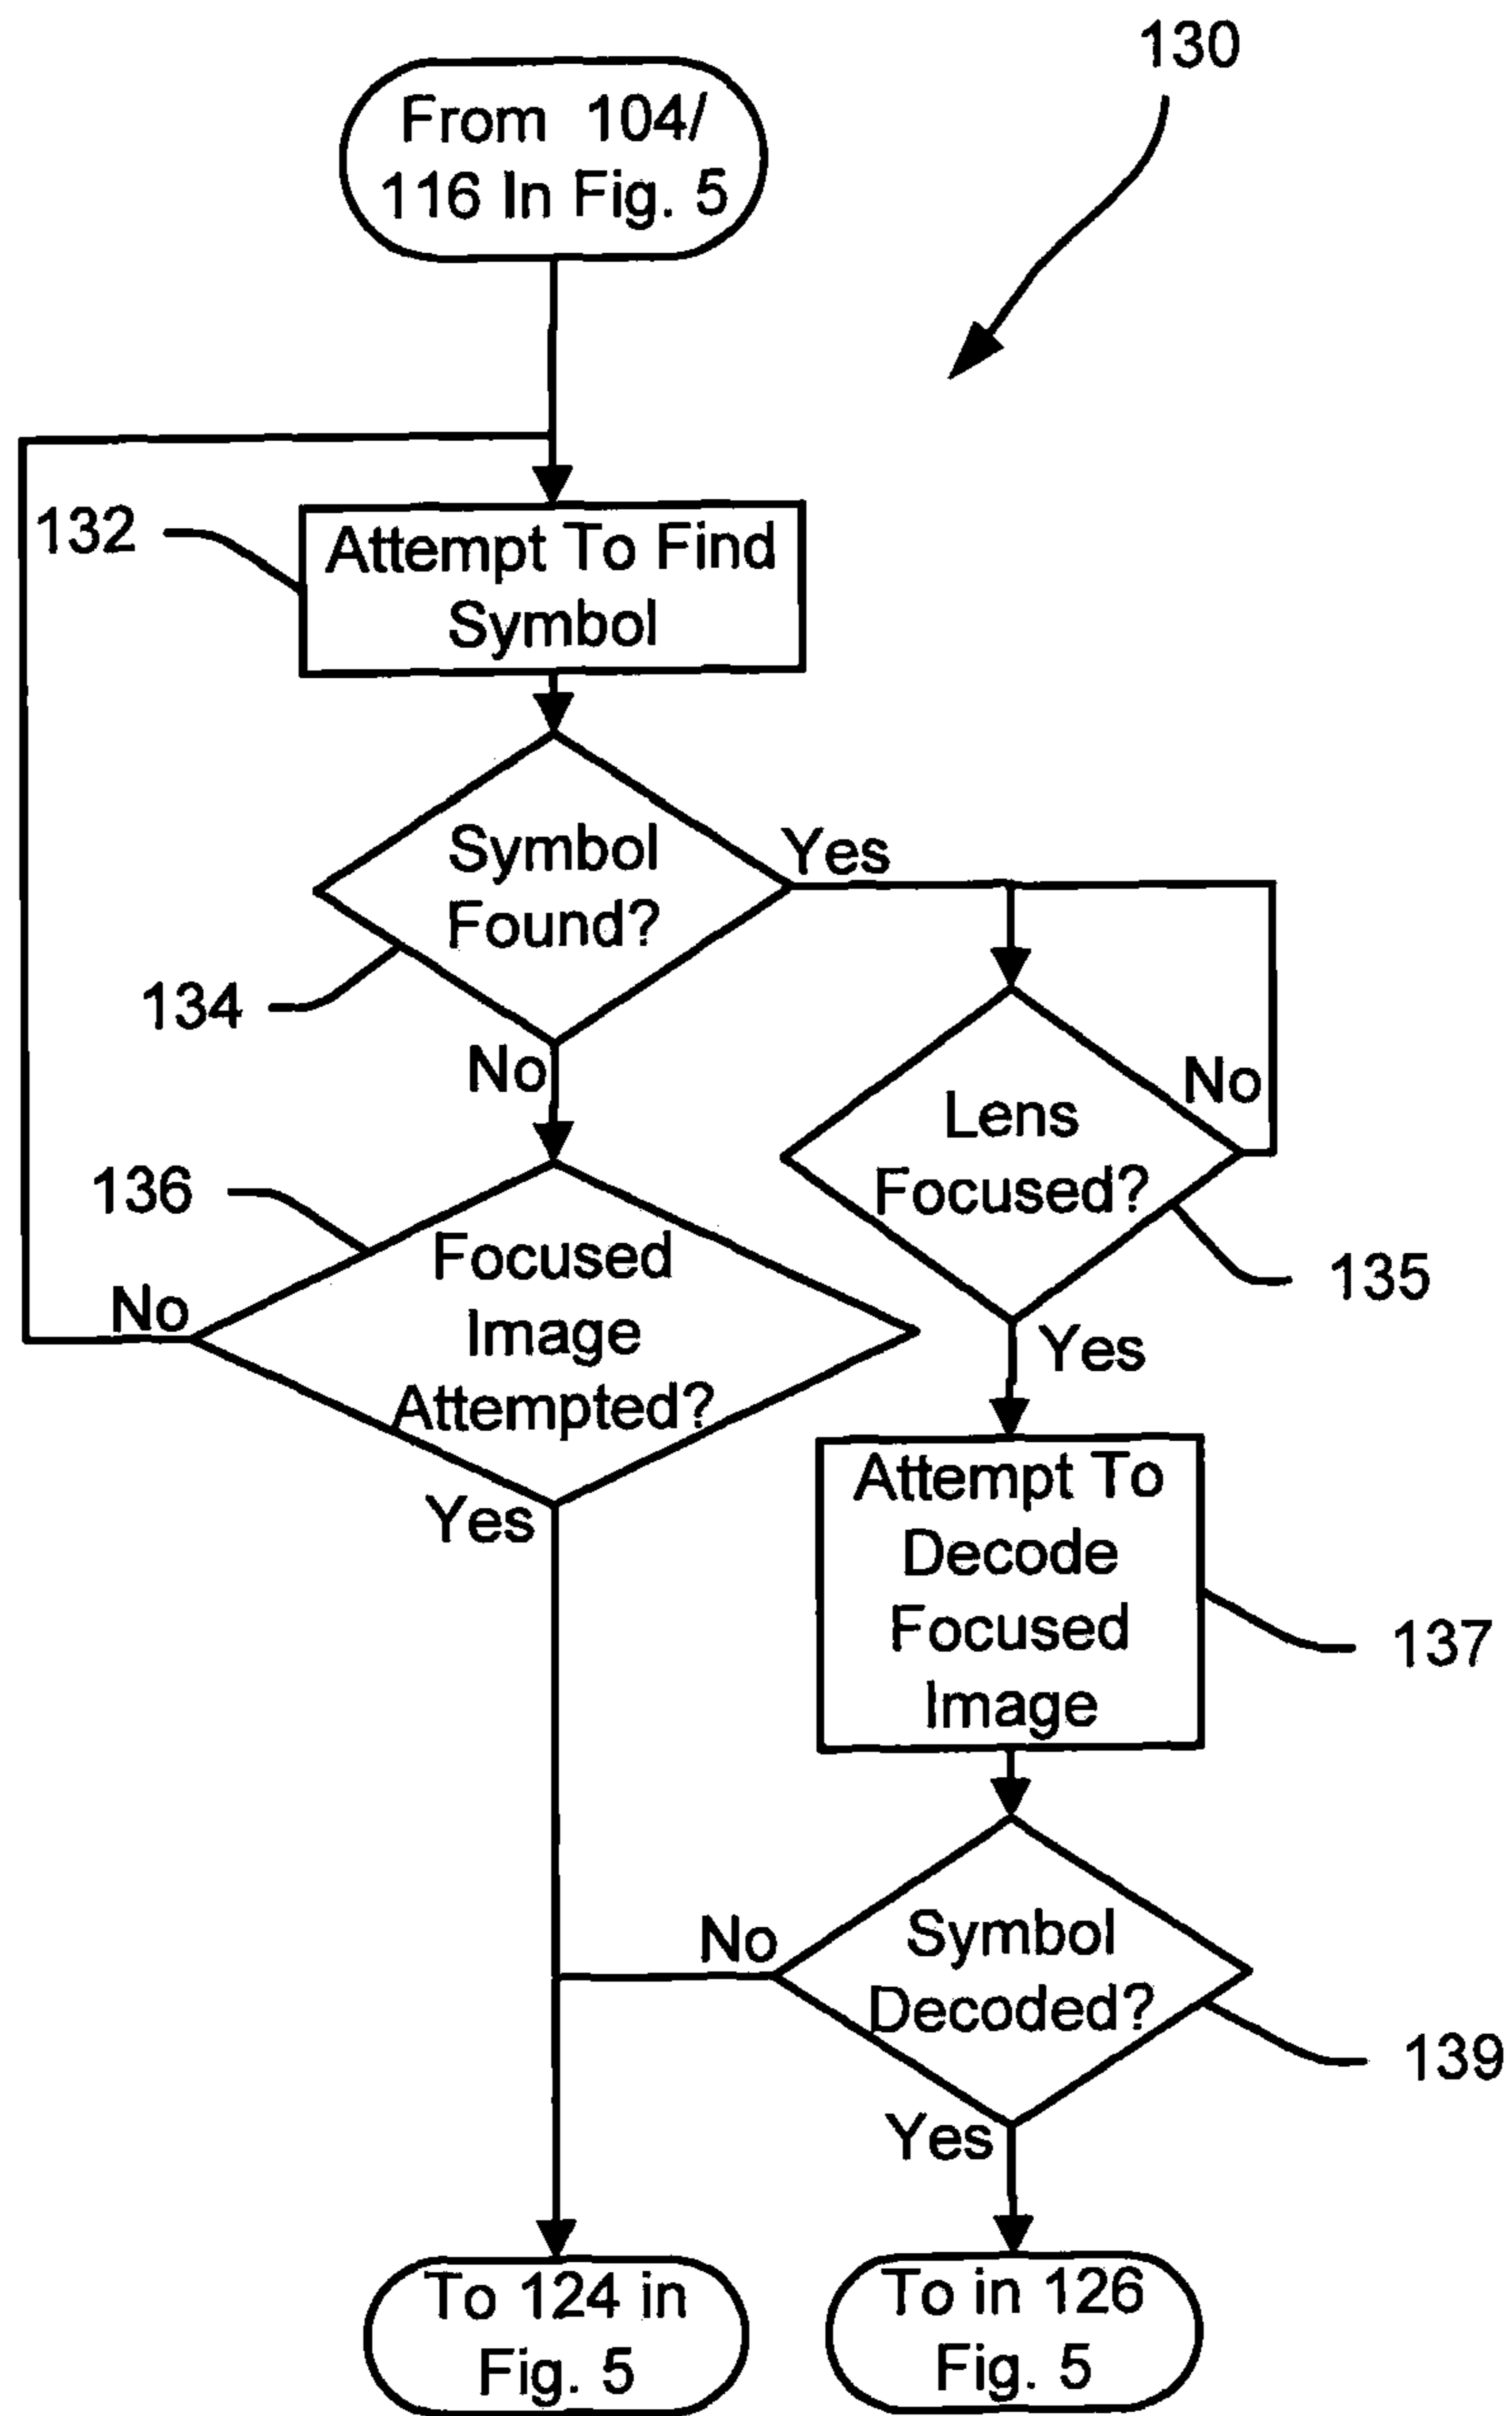 130
From 104/
116 In Fig. 5
132
Attempt To Find
Symbol
Symbol
Found?
Yes
134
No
Lens
Focused?
No
135
136
Focused
Image
Attempted?
No
Yes
Yes
Attempt To
Decode
Focused
Image
137
Symbol
Decoded?
No
139
Yes
To 124 in
Fig. 5
To in 126
Fig. 5